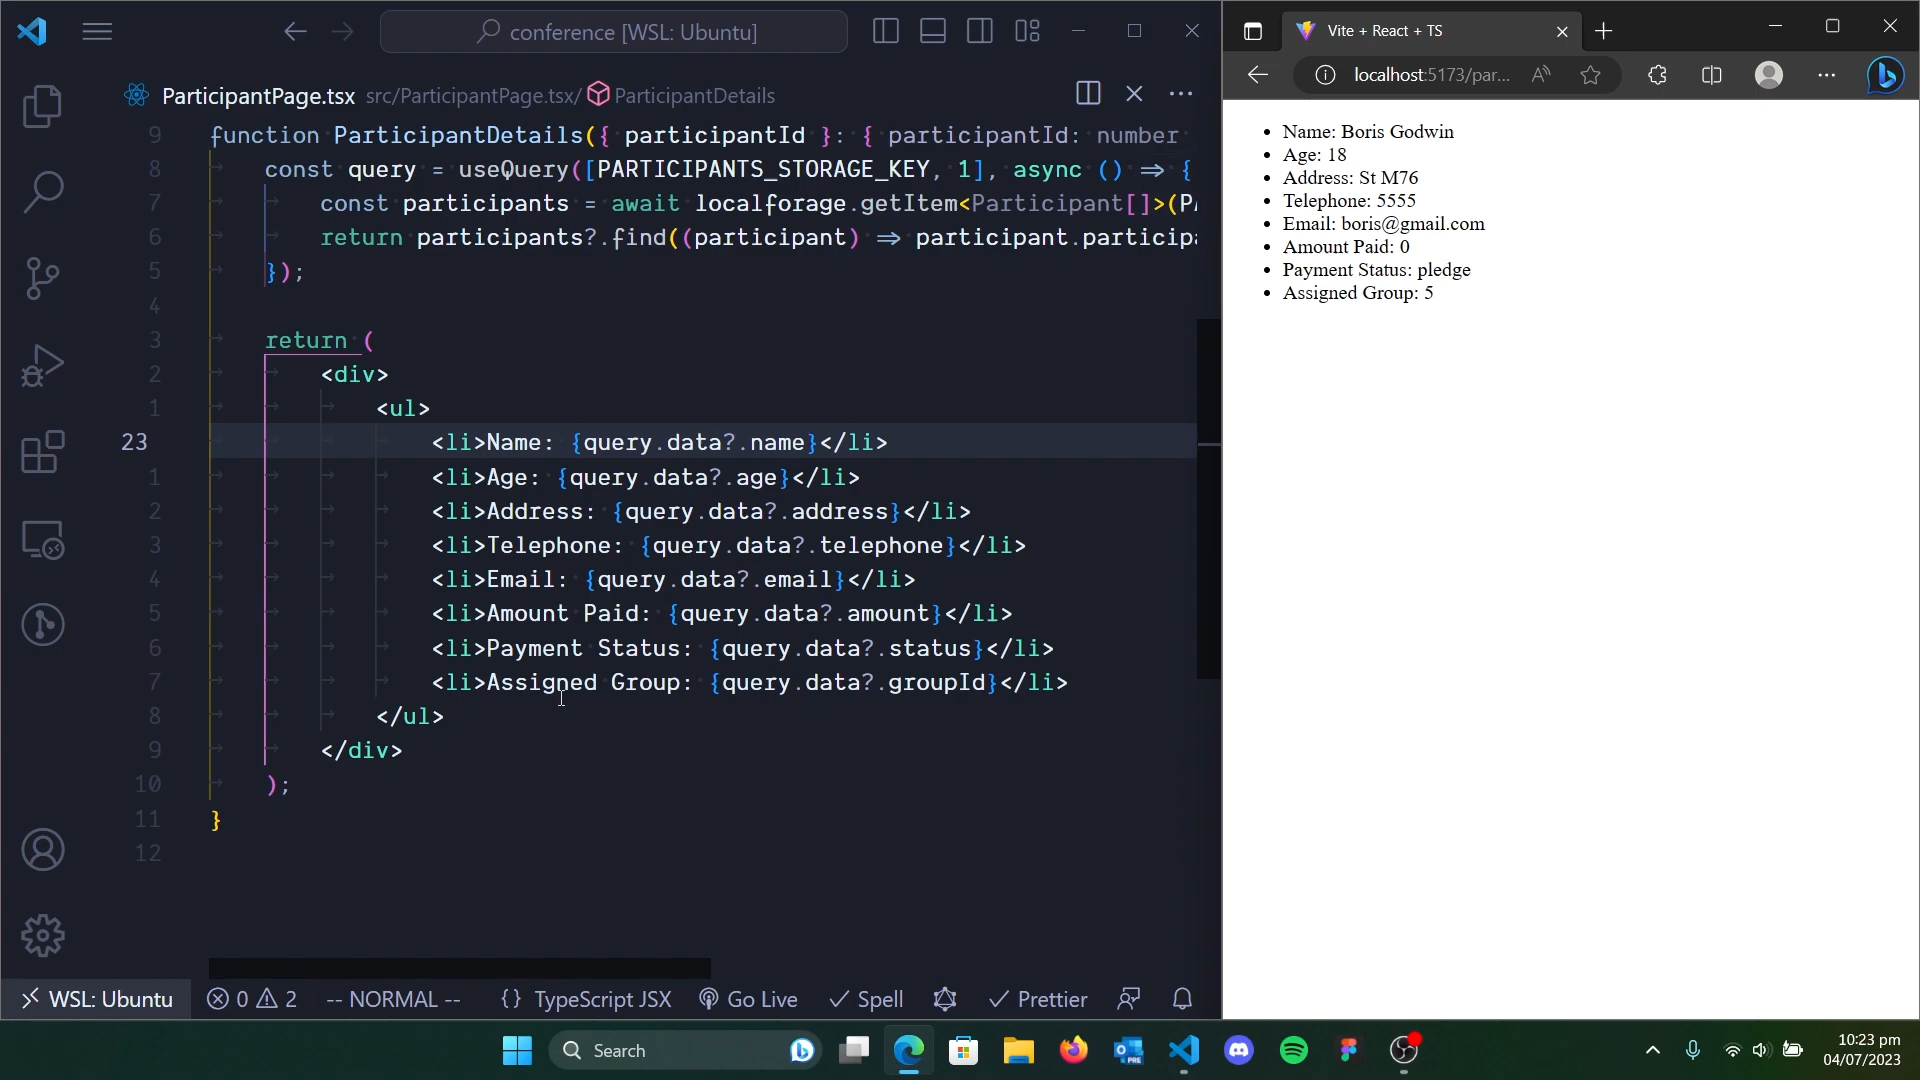 conference [WSL: Ubuntu]
ParticipantPage.tsx src/ParticipantPage.tsx/ ParticipantDetails
9 function ParticipantDetails({ participantId }: { participantId: number
8 const query = useQuery([PARTICIPANTS_STORAGE_KEY, 1], async () => {
7 const participants = await localforage.getItem<Participant[]>(PA
6 return participants?.find((participant) => participant.participa
5 });
4
3 return (
2 <div>
1 <ul>
23 <li>Name: {query.data?.name}</li>
1 <li>Age: {query.data?.age}</li>
2 <li>Address: {query.data?.address}</li>
3 <li>Telephone: {query.data?.telephone}</li>
4 <li>Email: {query.data?.email}</li>
5 <li>Amount Paid: {query.data?.amount}</li>
6 <li>Payment Status: {query.data?.status}</li>
7 <li>Assigned Group: {query.data?.groupId}</li>
8 </ul>
9 </div>
10 );
11 }
12
WSL: Ubuntu 0 2 -- NORMAL -- {} TypeScript JSX Go Live Spell Prettier
Vite + React + TS
localhost:5173/par...
• Name: Boris Godwin
• Age: 18
• Address: St M76
• Telephone: 5555
• Email: boris@gmail.com
• Amount Paid: 0
• Payment Status: pledge
• Assigned Group: 5
Search
PRE
10:23 pm
04/07/2023